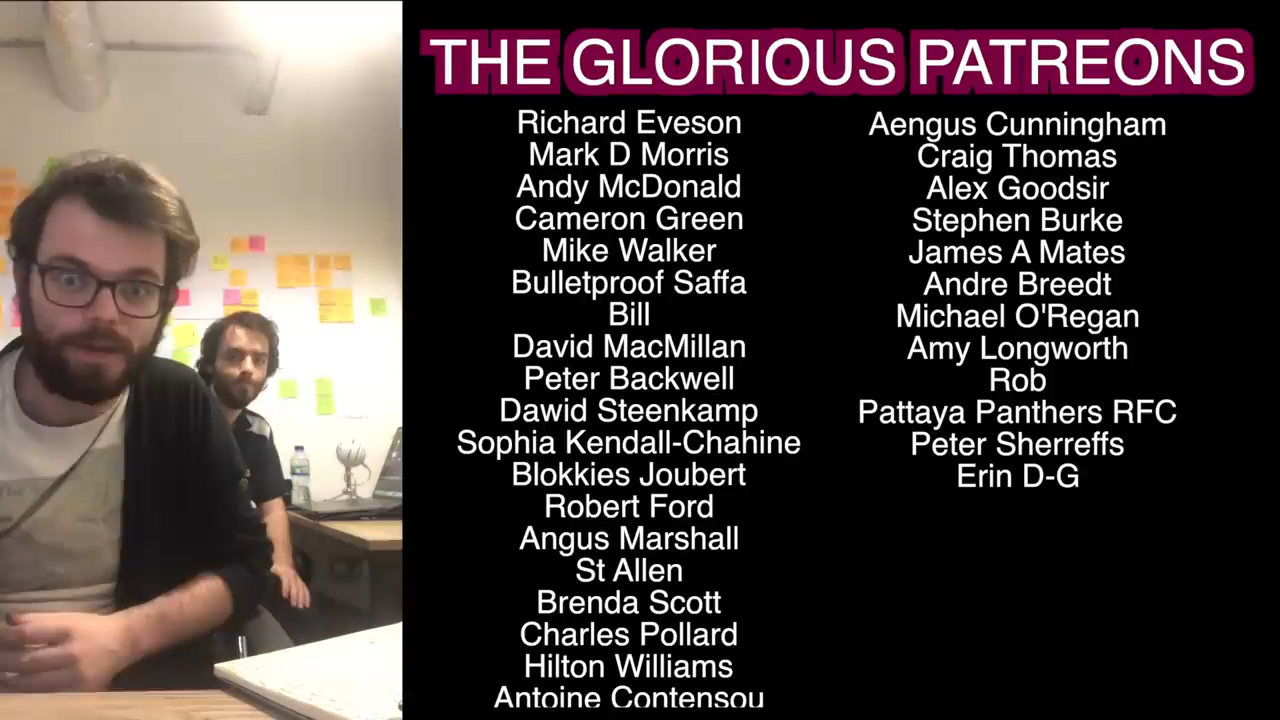 THE GLORIOUS PATREONS
Richard Eveson
Mark D Morris
Andy McDonald
Cameron Green
Mike Walker
Bulletproof Saffa
Bill
David MacMillan
Peter Backwell
Dawid Steenkamp
Sophia Kendall-Chahine
Blokkies Joubert
Robert Ford
Angus Marshall
St Allen
Brenda Scott
Charles Pollard
Hilton Williams
Antoine Contensou
Aengus Cunningham
Craig Thomas
Alex Goodsir
Stephen Burke
James A Mates
Andre Breedt
Michael O'Regan
Amy Longworth
Rob
Pattaya Panthers RFC
Peter Sherreffs
Erin D-G